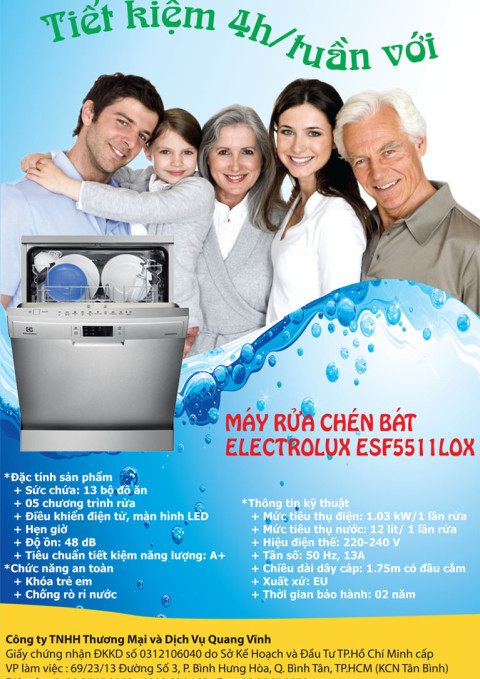 Tiết kiệm 4h/tuần với
MÁY RỬA CHÉN BÁT
ELECTROLUX ESF5511LOX
*Đặc tính sản phẩm
+ Sức chứa: 13 bộ đồ ăn
+ 05 chương trình rửa
+ Điều khiển điện tử, màn hình LED
+ Hẹn giờ
+ Độ ồn: 48 dB
+ Tiêu chuẩn tiết kiệm năng lượng: A+
*Chức năng an toàn
+ Khóa trẻ em
+ Chống rò rỉ nước
*Thông tin kỹ thuật
+ Mức tiêu thụ điện: 1.03 kW/1 lần rửa
+ Mức tiêu thụ nước: 12 lít/ 1 lần rửa
+ Hiệu điện thế: 220-240 V
+ Tần số: 50 Hz, 13A
+ Chiều dài dây cáp: 1.75m có đầu cắm
+ Xuất xứ: EU
+ Thời gian bảo hành: 02 năm
Công ty TNHH Thương Mại và Dịch Vụ Quang Vĩnh
Giấy chứng nhận ĐKKD số 0312106040 do Sở Kế Hoạch và Đầu Tư TP.Hồ Chí Minh cấp
VP làm việc : 69/23/13 Đường Số 3, P. Bình Hưng Hòa, Q. Bình Tân, TP.HCM (KCN Tân Bình)